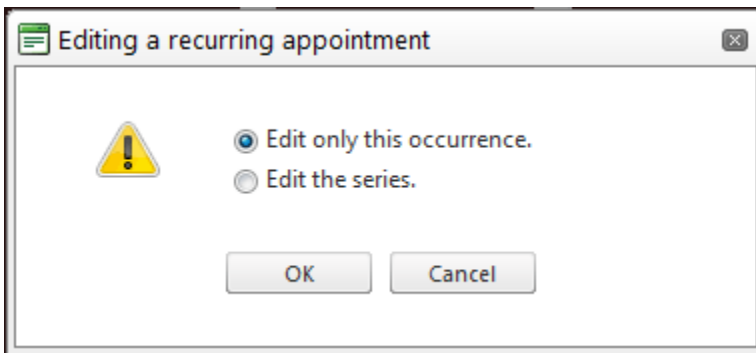 Editing a recurring appointment
Edit only this occurrence.
Edit the series.
OK
Cancel